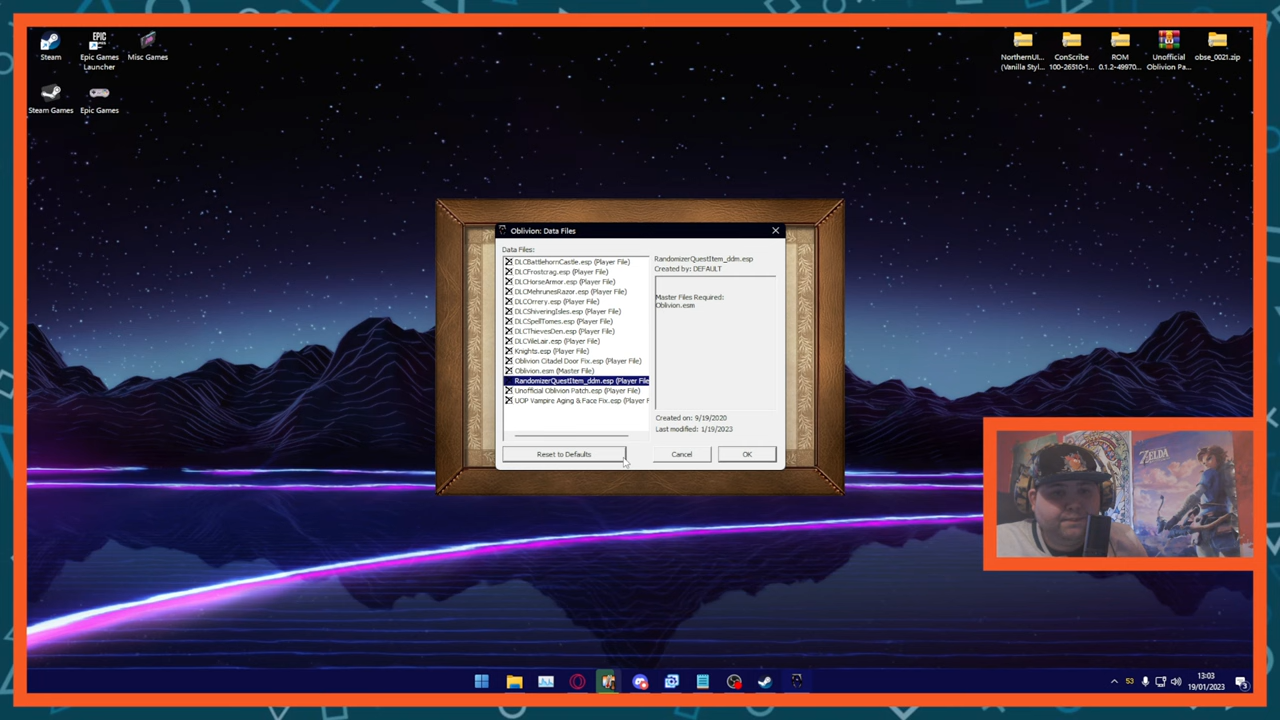 Steam
Epic Games
Launcher
Misc Games
Steam Games
Epic Games
NorthernUI...
(Vanilla Styl...
ConScribe
100-26510-1...
ROM
0.1.2-49970...
Unofficial
Oblivion Pa...
obse_0021.zip
Oblivion: Data Files
Data Files:
DLCBattlehornCastle.esp (Player File)
DLCFrostcrag.esp (Player File)
DLCHorseArmor.esp (Player File)
DLCMehrunesRazor.esp (Player File)
DLCOrrery.esp (Player File)
DLCShiveringIsles.esp (Player File)
DLCSpellTomes.esp (Player File)
DLCThievesDen.esp (Player File)
DLCVileLair.esp (Player File)
Knights.esp (Player File)
Oblivion Citadel Door Fix.esp (Player File)
Oblivion.esm (Master File)
RandomizerQuestItem_ddm.esp (Player File
Unofficial Oblivion Patch.esp (Player File)
UOP Vampire Aging & Face Fix.esp (Player F
RandomizerQuestItem_ddm.esp
Created by: DEFAULT
Master Files Required:
Oblivion.esm
Created on: 9/19/2020
Last modified: 1/19/2023
Reset to Defaults
Cancel
OK
ZELDA
53
13:03
19/01/2023
3